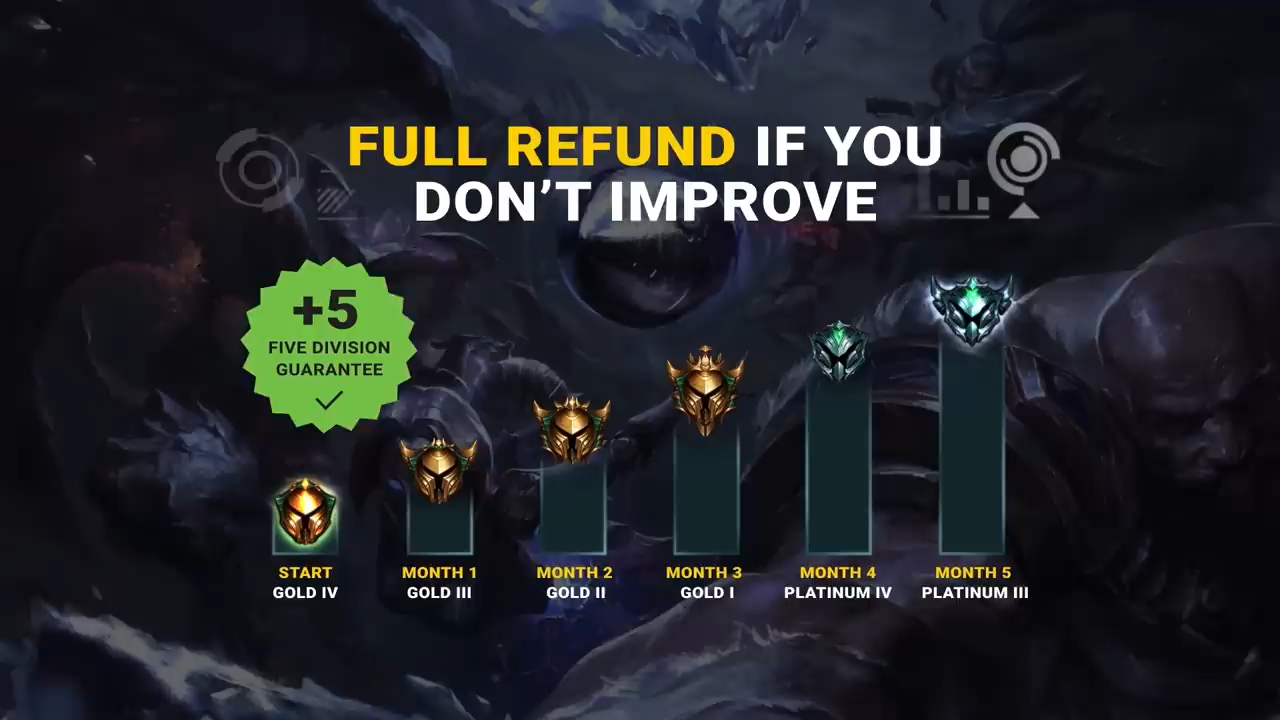 FULL REFUND IF YOU
DON'T IMPROVE
+5
FIVE DIVISION
GUARANTEE
START
GOLD IV
MONTH 1
GOLD III
MONTH 2
GOLD II
MONTH 3
GOLD I
MONTH 4
PLATINUM IV
MONTH 5
PLATINUM III